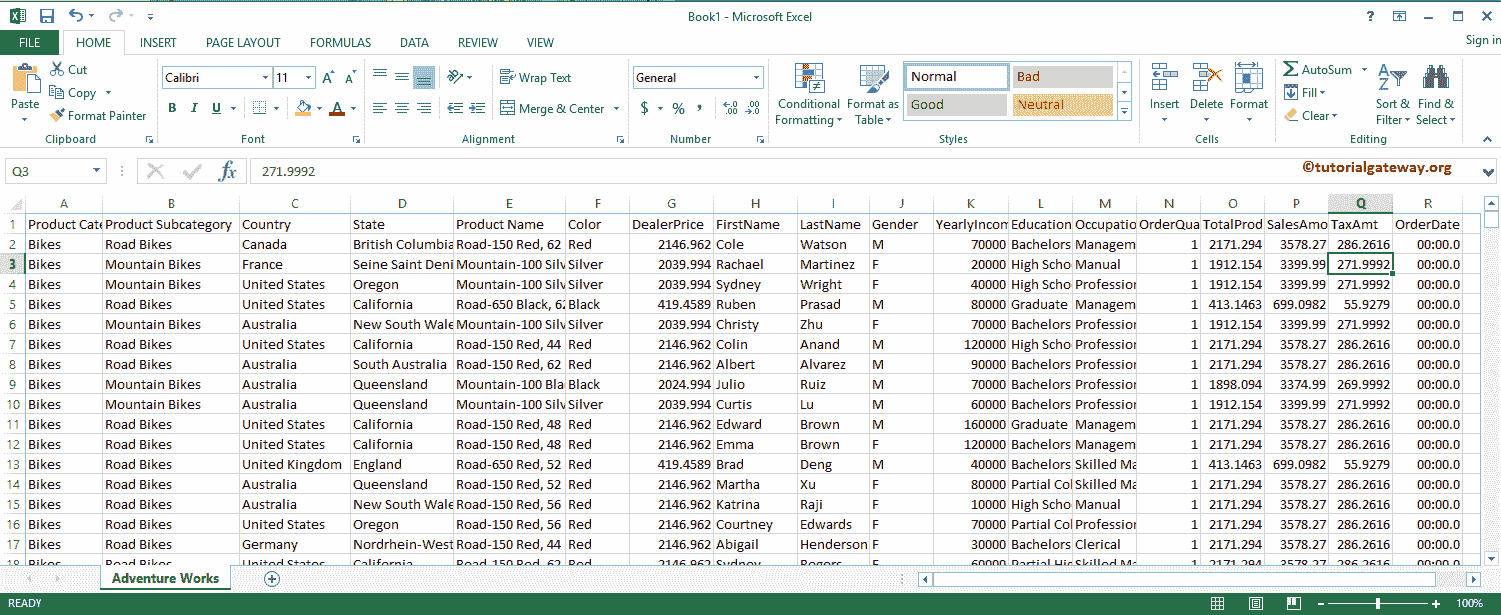 Book1 - Microsoft Excel
?
FILE HOME INSERT PAGE LAYOUT FORMULAS DATA REVIEW VIEW Sign in
Paste
Cut
Copy
Format Painter
Clipboard
Calibri 11 A A
B I U A
Font
Wrap Text
Merge & Center
Alignment
General
$ % ,
Number
Conditional Formatting
Format as Table
Normal Bad
Good Neutral
Styles
Insert Delete Format
Cells
AutoSum
Fill
Clear
Sort & Filter
Find & Select
Editing
©tutorialgateway.org
Q3 fx 271.9992
A B C D E F G H I J K L M N O P Q R
1 Product Cate Product Subcategory Country State Product Name Color DealerPrice FirstName LastName Gender YearlyIncom Education Occupatio OrderQua TotalProd SalesAmo TaxAmt OrderDate
2 Bikes Road Bikes Canada British Columbia Road-150 Red, 62 Red 2146.962 Cole Watson M 70000 Bachelors Managem 1 2171.294 3578.27 286.2616 00:00.0
3 Bikes Mountain Bikes France Seine Saint Deni Mountain-100 Silv Silver 2039.994 Rachael Martinez F 20000 High Scho Manual 1 1912.154 3399.99 271.9992 00:00.0
4 Bikes Mountain Bikes United States Oregon Mountain-100 Silv Silver 2039.994 Sydney Wright F 40000 High Scho Manual 1 1912.154 3399.99 271.9992 00:00.0
5 Bikes Road Bikes United States California Road-650 Black, 62 Black 419.4589 Ruben Prasad M 80000 Graduate Managem 1 413.1463 699.0982 55.9279 00:00.0
6 Bikes Mountain Bikes Australia New South Wale Mountain-100 Silv Silver 2039.994 Christy Zhu F 70000 Bachelors Profession 1 1912.154 3399.99 271.9992 00:00.0
7 Bikes Road Bikes United States California Road-150 Red, 44 Red 2146.962 Colin Anand M 120000 High Scho Profession 1 2171.294 3578.27 286.2616 00:00.0
8 Bikes Road Bikes Australia South Australia Road-150 Red, 62 Red 2146.962 Albert Alvarez M 90000 Bachelors Profession 1 2171.294 3578.27 286.2616 00:00.0
9 Bikes Mountain Bikes Australia Queensland Mountain-100 Bla Black 2024.994 Julio Ruiz M 70000 Bachelors Profession 1 1898.094 3374.99 269.9992 00:00.0
10 Bikes Mountain Bikes Australia Queensland Mountain-100 Silv Silver 2039.994 Curtis Lu M 60000 Bachelors Profession 1 1912.154 3399.99 271.9992 00:00.0
11 Bikes Road Bikes United States California Road-150 Red, 48 Red 2146.962 Edward Brown M 160000 Graduate Managem 1 2171.294 3578.27 286.2616 00:00.0
12 Bikes Road Bikes United States California Road-150 Red, 48 Red 2146.962 Emma Brown F 120000 Bachelors Managem 1 2171.294 3578.27 286.2616 00:00.0
13 Bikes Road Bikes United Kingdom England Road-650 Red, 52 Red 419.4589 Brad Deng M 40000 Bachelors Skilled Ma 1 413.1463 699.0982 55.9279 00:00.0
14 Bikes Road Bikes Australia Queensland Road-150 Red, 52 Red 2146.962 Martha Xu F 80000 Partial Col Skilled Ma 1 2171.294 3578.27 286.2616 00:00.0
15 Bikes Road Bikes Australia New South Wale Road-150 Red, 56 Red 2146.962 Katrina Raji F 10000 High Scho Manual 1 2171.294 3578.27 286.2616 00:00.0
16 Bikes Road Bikes United States Oregon Road-150 Red, 56 Red 2146.962 Courtney Edwards F 70000 Partial Col Profession 1 2171.294 3578.27 286.2616 00:00.0
17 Bikes Road Bikes Germany Nordrhein-West Road-150 Red, 44 Red 2146.962 Abigail Henderson F 30000 Bachelors Clerical 1 2171.294 3578.27 286.2616 00:00.0
18 Bikes Road Bikes United States California Road-150 Red, 62 Red 2146.962 Sydney Rogers
Adventure Works
READY 100%